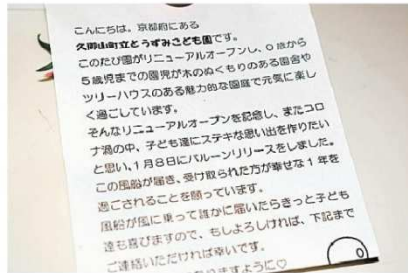 こんにちは。京都府にある
久御山町立とうずみこども園です。
このたび園がリニューアルオープンし、0歳から
5歳児までの園児が木のぬくもりのある園舎や
ツリーハウスのある魅力的な園庭で元気に楽し
く過ごしています。
そんなリニューアルオープンを記念し、またコロ
ナ渦の中、子ども達にステキな思い出を作りたい
と思い、1月8日にバルーンリリースをしました。
この風船が届き、受け取られた方が幸せな1年を
過ごされることを願っています。
風船が風に乗って誰かに届いたらきっと子ども
達も喜びますので、もしよろしければ、下記まで
ご連絡いただければ幸いです。
ありますように♡